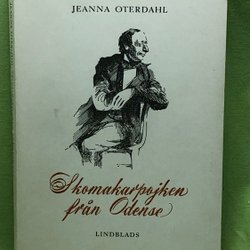 JEANNA OTERDAHL
Skomakarpojken
från Odense
LINDBLADS